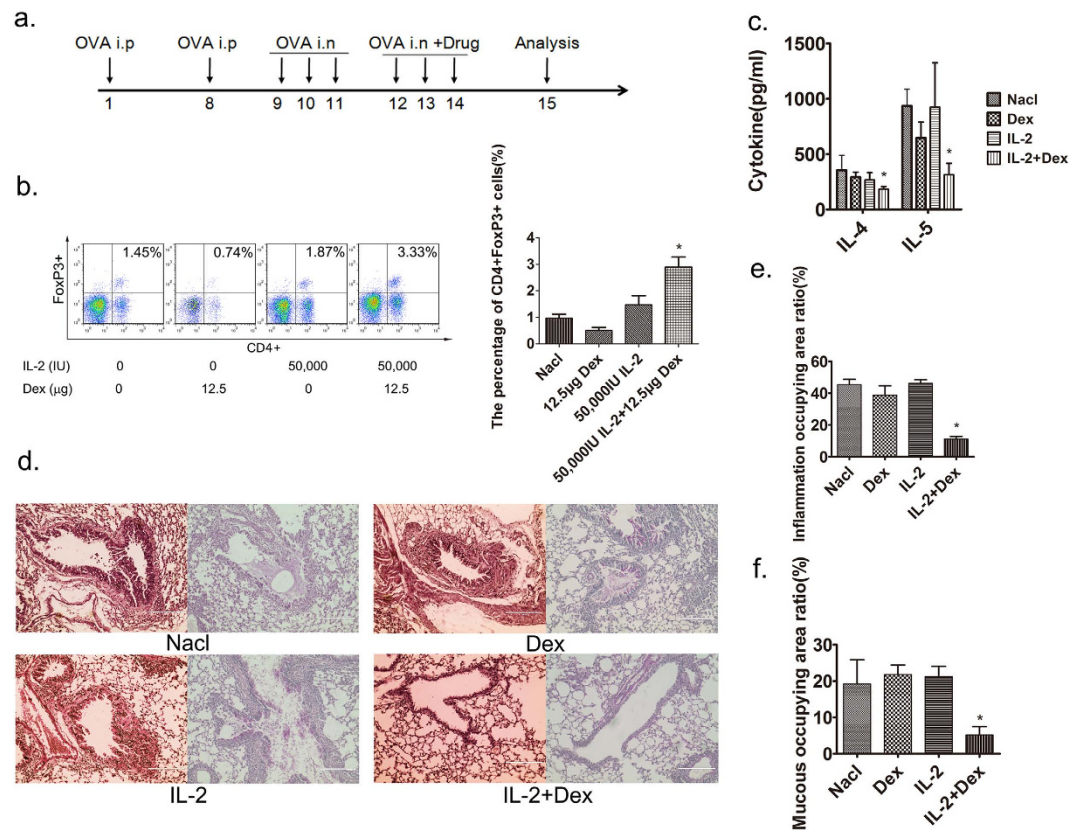 a.
OVA i.p OVA i.p OVA i.n OVA i.n +Drug Analysis
1 8 9 10 11 12 13 14 15
b.
FoxP3+
1.45% 0.74% 1.87% 3.33%
CD4+
IL-2 (IU) 0 0 50,000 50,000
Dex (μg) 0 12.5 0 12.5
The percentage of CD4+FoxP3+ cells(%)
4
3
2
1
0
Nacl
12.5μg Dex
50,000IU IL-2
50,000IU IL-2+12.5μg Dex
*
c.
Cytokine(pg/ml)
1500
1000
500
0
* *
IL-4 IL-5
Nacl
Dex
IL-2
IL-2+Dex
d.
Nacl Dex
IL-2 IL-2+Dex
e.
Inflammation occupying area ratio(%)
60
40
20
0
*
Nacl
Dex
IL-2
IL-2+Dex
f.
Mucous occupying area ratio(%)
30
20
10
0
*
Nacl
Dex
IL-2
IL-2+Dex